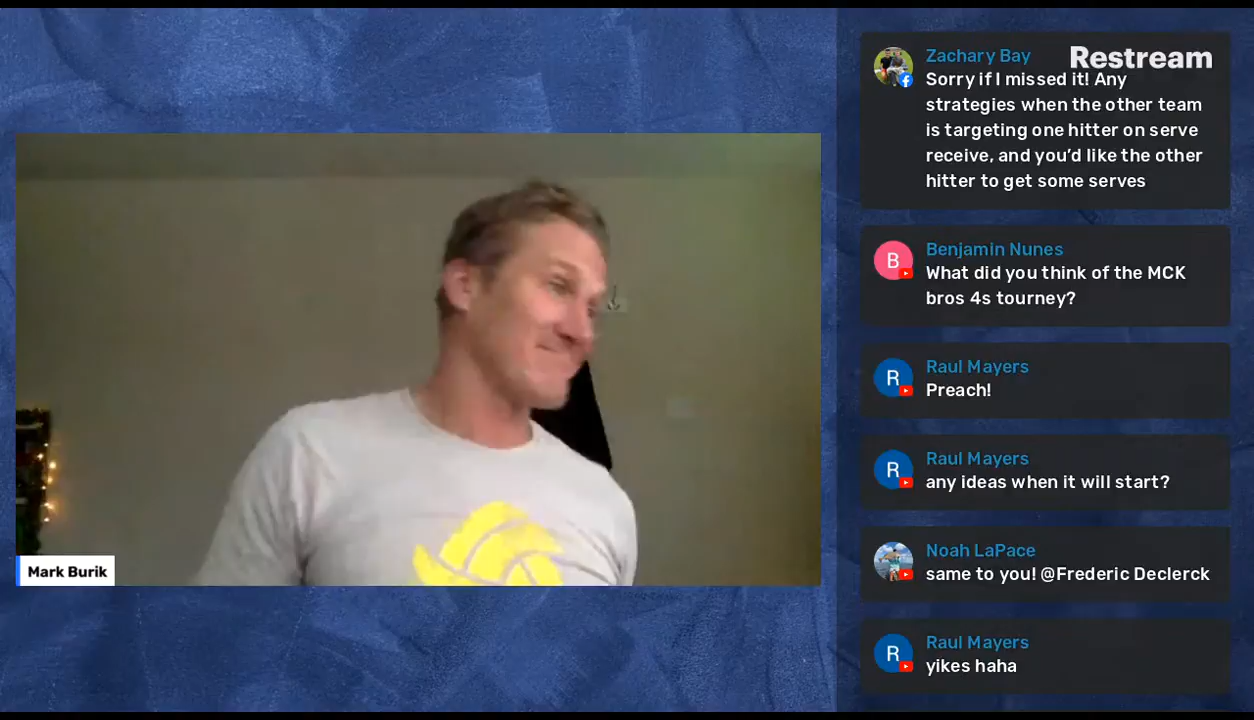 Mark Burik
Restream
Zachary Bay
Sorry if I missed it! Any
strategies when the other team
is targeting one hitter on serve
receive, and you’d like the other
hitter to get some serves
B
Benjamin Nunes
What did you think of the MCK
bros 4s tourney?
R
Raul Mayers
Preach!
R
Raul Mayers
any ideas when it will start?
Noah LaPace
same to you! @Frederic Declerck
R
Raul Mayers
yikes haha